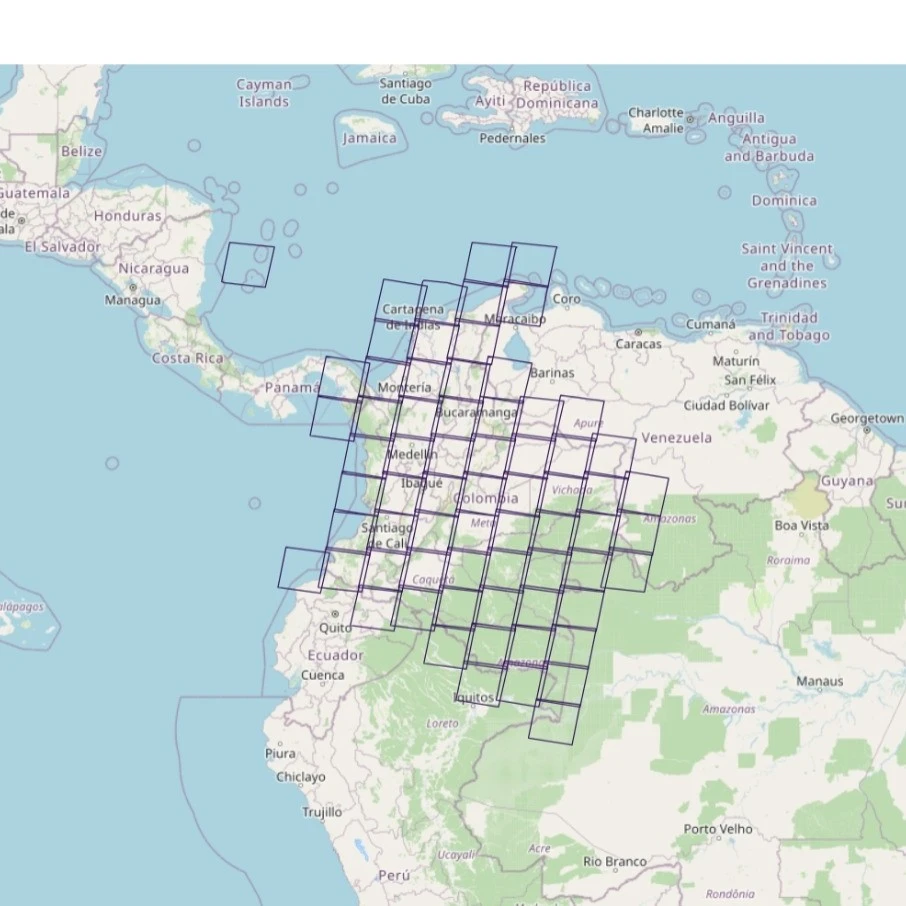 Cayman
Islands
Santiago
de Cuba
Ayiti
República
Dominicana
Jamaica
Pedernales
Charlotte
Amalie
Anguilla
Antigua
and Barbuda
Belize
Guatemala
Honduras
Dominica
de
ala
El Salvador
Nicaragua
Managua
Saint Vincent
and the
Grenadines
Cartagena
de Indias
Maracaibo
Coro
Caracas
Cumaná
Trinidad
and Tobago
Costa Rica
Panamá
Montería
Barinas
Maturín
San Félix
Ciudad Bolívar
Bucaramanga
Apure
Georgetown
Venezuela
Medellín
Ibagué
Colombia
Vichada
Guyana
Su
Meta
Amazonas
Santiago
de Cali
Boa Vista
Roraima
Caquetá
alápagos
Quito
Ecuador
Cuenca
Amazonas
Manaus
Iquitos
Loreto
Amazonas
Piura
Chiclayo
Trujillo
Porto Velho
Ucayali
Acre
Rio Branco
Perú
Rondônia